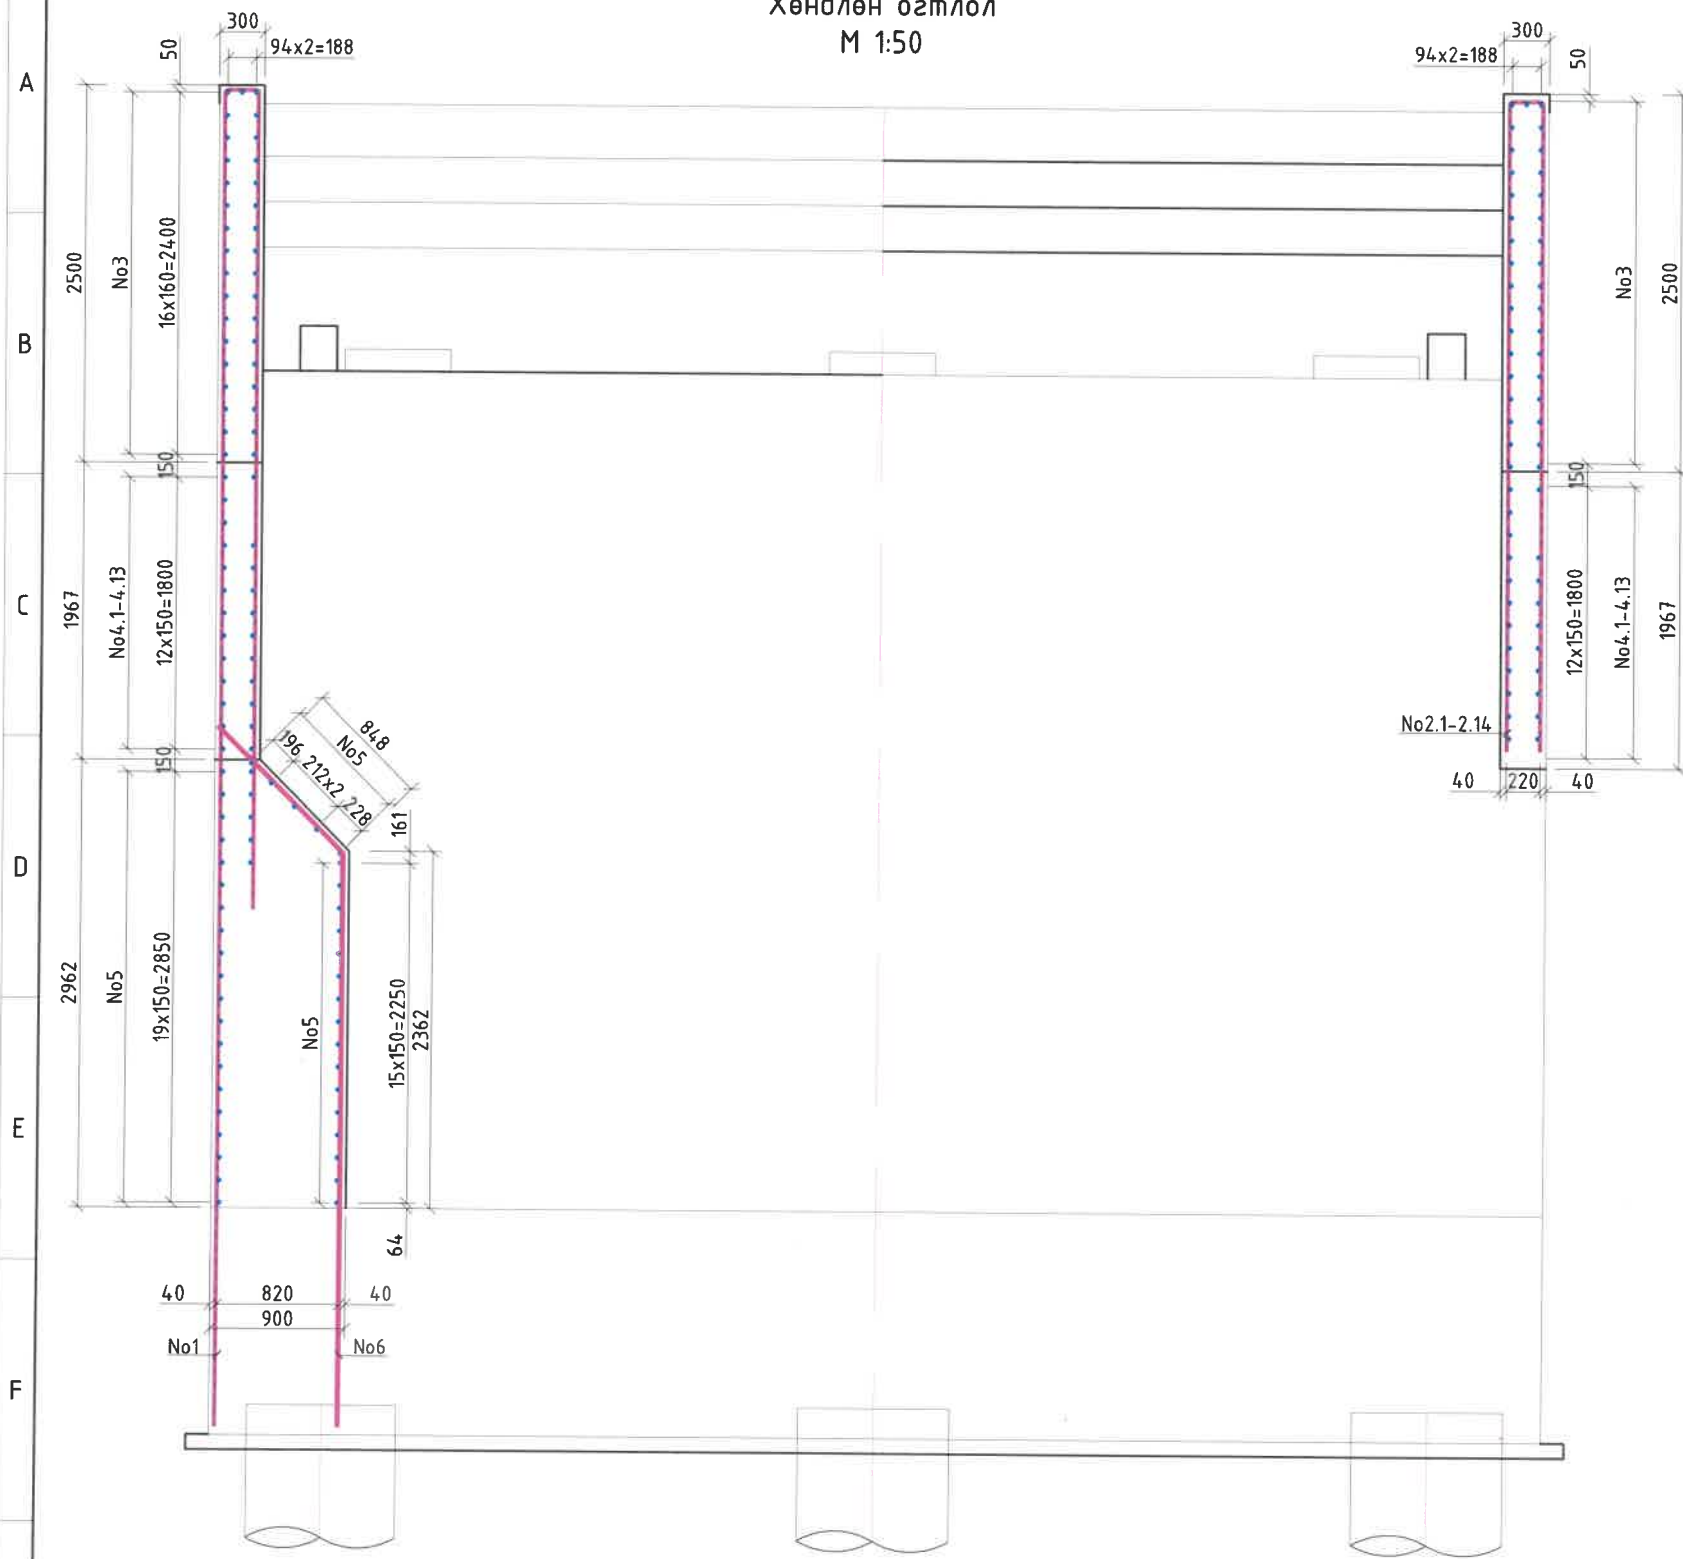 Хөндлөн огтлол
М 1:50
300
94x2=188
50
300
94x2=188
50
A
B
C
D
E
F
2500
No3
16x160=2400
150
1967
No4.1-4.13
12x150=1800
150
848
No5
196
212x2
228
161
2962
No5
19x150=2850
No5
15x150=2250
2362
64
40
820
40
900
No1
No6
No3
2500
150
12x150=1800
No4.1-4.13
1967
No2.1-2.14
40
220
40